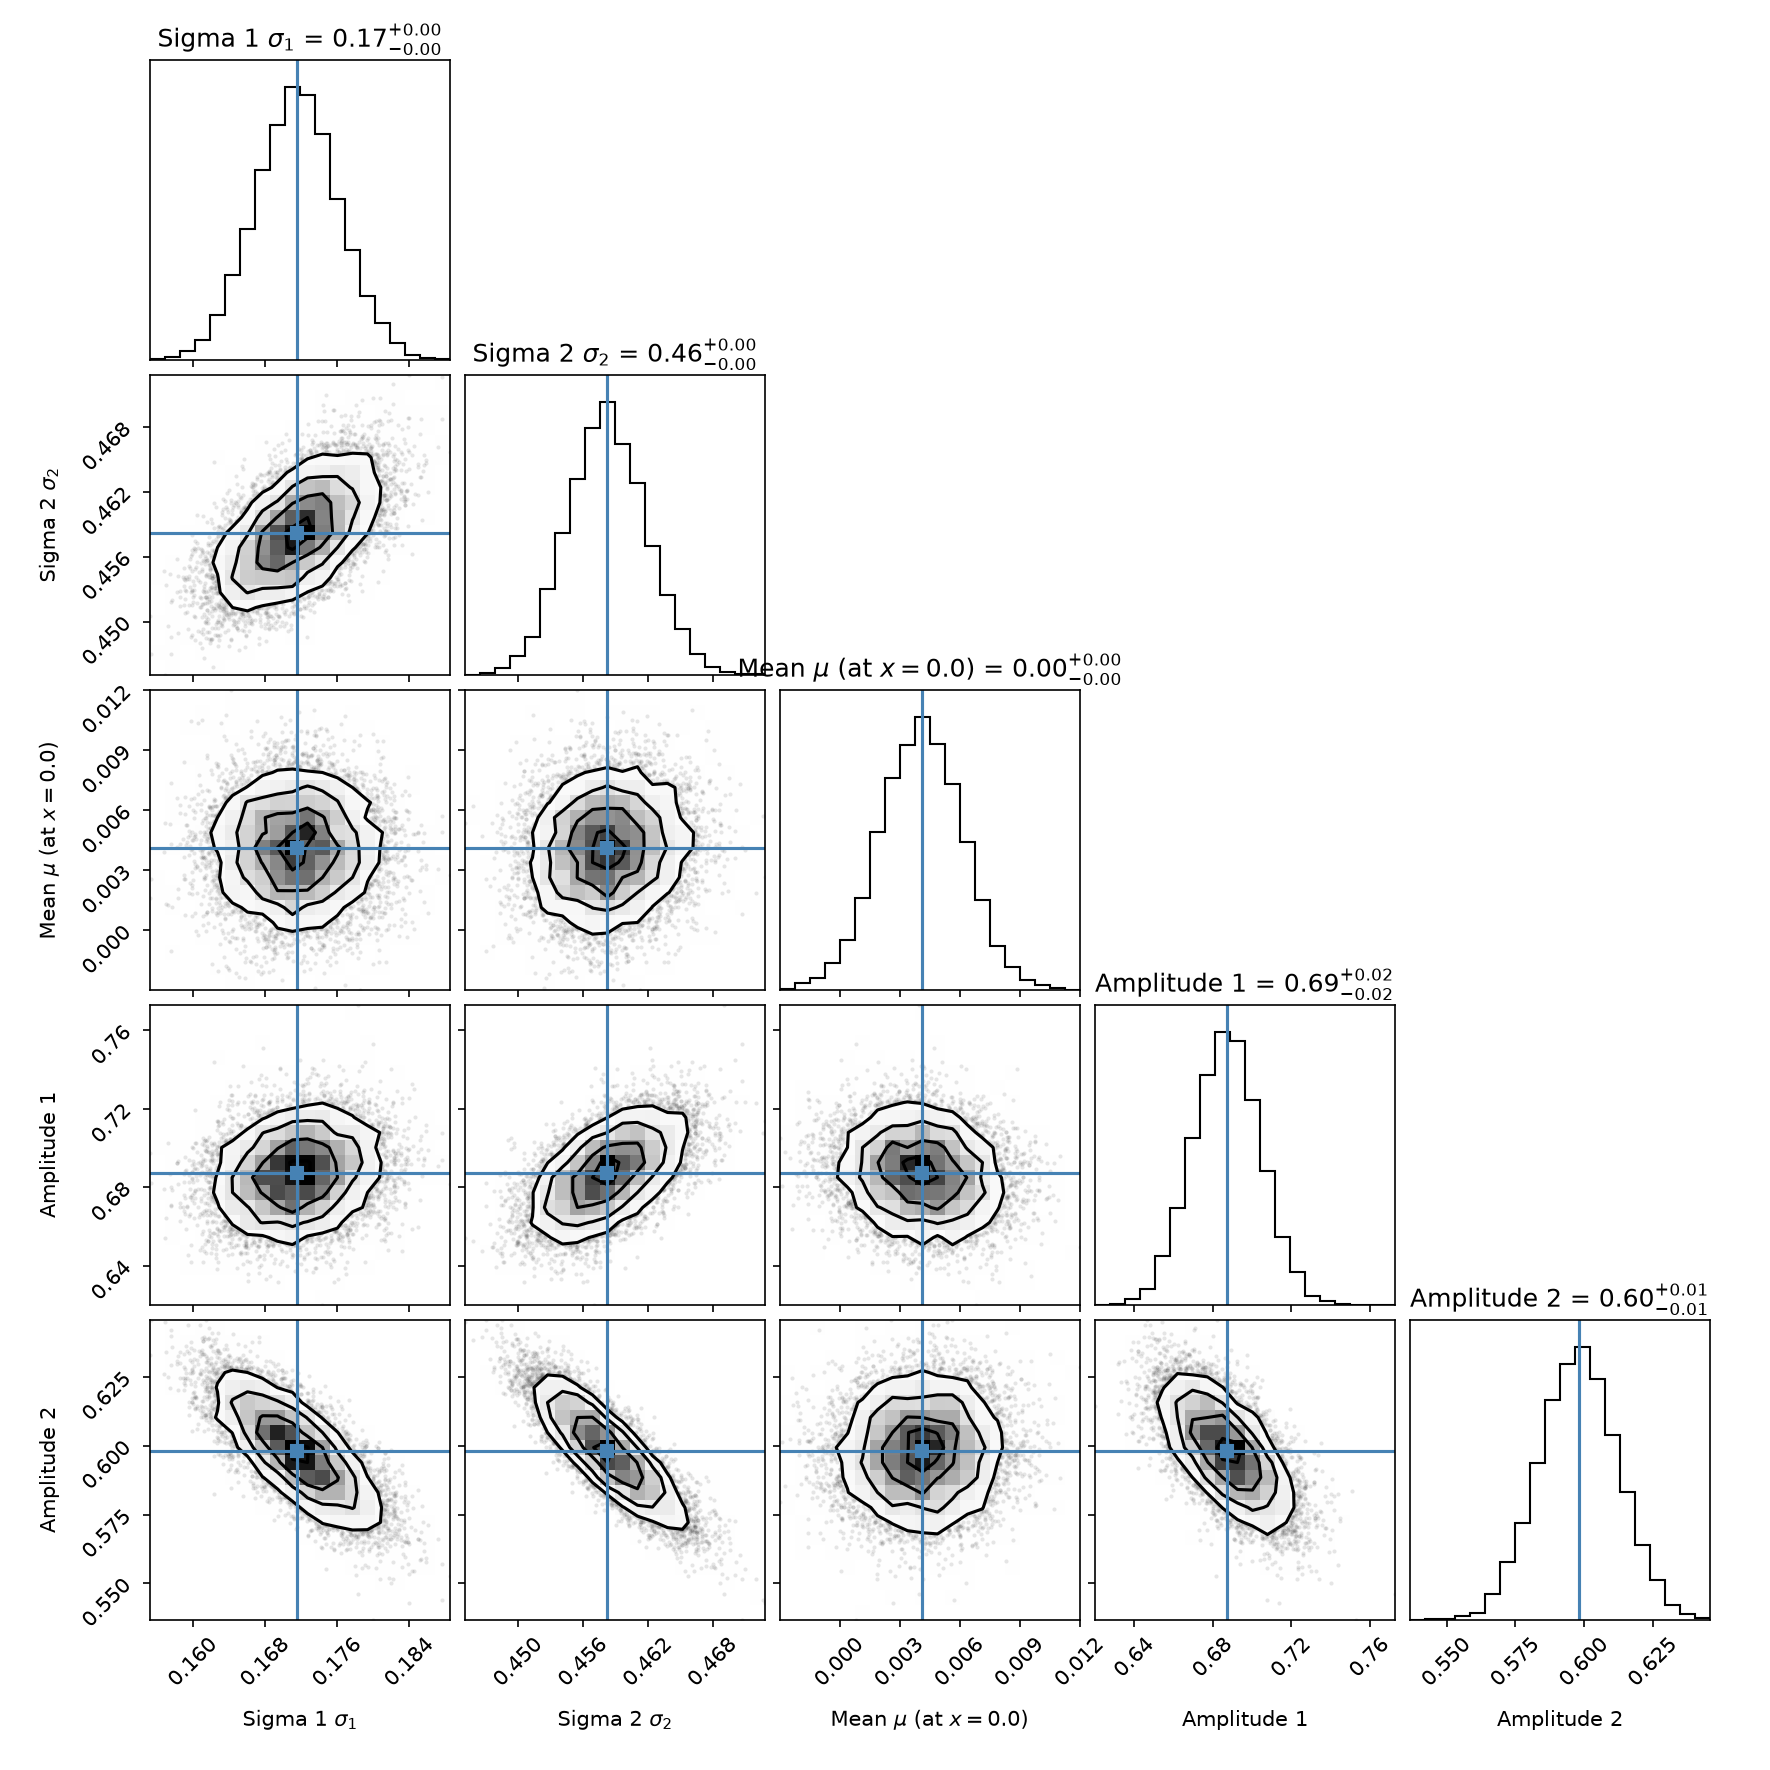 Sigma 1 σ₁ = 0.17+0.00−0.00
Sigma 2 σ₂ = 0.46+0.00−0.00
0.468
0.462
0.456
0.450
Sigma 2 σ₂
Mean μ (at x = 0.0) = 0.00+0.00−0.00
0.012
0.009
0.006
0.003
0.000
Mean μ (at x = 0.0)
Amplitude 1 = 0.69+0.02−0.02
0.76
0.72
0.68
0.64
Amplitude 1
Amplitude 2 = 0.60+0.01−0.01
0.625
0.600
0.575
0.550
Amplitude 2
0.160 0.168 0.176 0.184 0.450 0.456 0.462 0.468 0.000 0.003 0.006 0.009 0.012 0.64 0.68 0.72 0.76 0.550 0.575 0.600 0.625
Sigma 1 σ₁ Sigma 2 σ₂ Mean μ (at x = 0.0) Amplitude 1 Amplitude 2